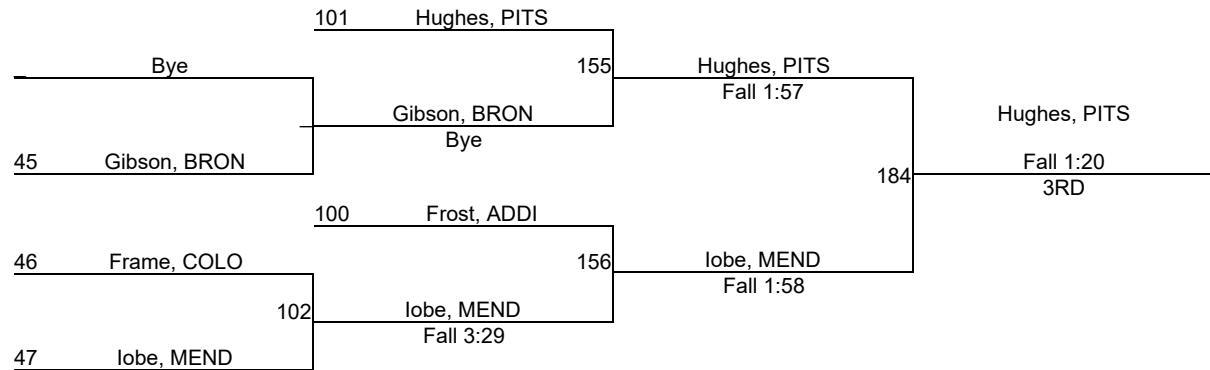 101 Hughes, PITS
Bye
155
Hughes, PITS
Fall 1:57
Gibson, BRON
Bye
Hughes, PITS
45 Gibson, BRON
Fall 1:20
184
3RD
100 Frost, ADDI
46 Frame, COLO
156
Iobe, MEND
Fall 1:58
102
Iobe, MEND
Fall 3:29
47 Iobe, MEND